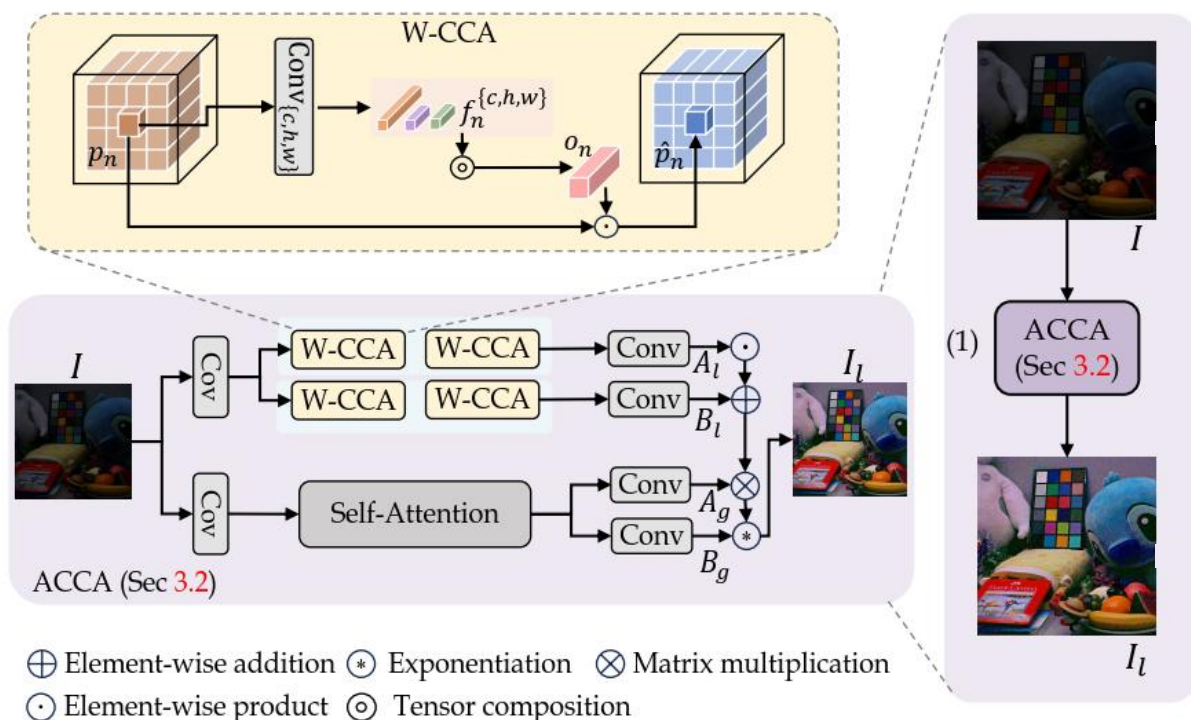 W-CCA
Conv{c,h,w}
f_n^{c,h,w}
p_n
o_n
p̂_n
I
Cov
W-CCA
W-CCA
Conv
A_l
W-CCA
W-CCA
Conv
B_l
I_l
Cov
Self-Attention
Conv
A_g
Conv
B_g
ACCA (Sec 3.2)
I
(1)
ACCA
(Sec 3.2)
I_l
⊕ Element-wise addition ⊛ Exponentiation ⊗ Matrix multiplication
⊙ Element-wise product ⊚ Tensor composition